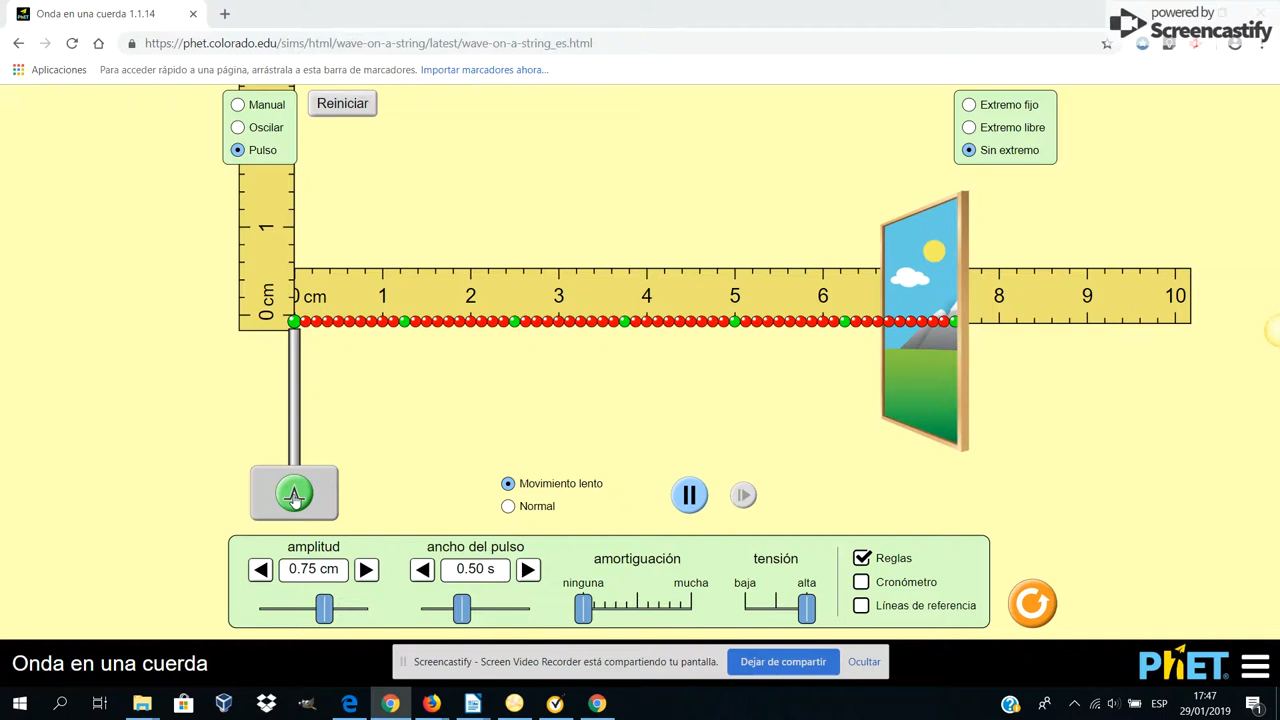 Onda en una cuerda 1.1.14
powered by
Screencastify
https://phet.colorado.edu/sims/html/wave-on-a-string/latest/wave-on-a-string_es.html
Aplicaciones
Para acceder rápido a una página, arrástrala a esta barra de marcadores.
Importar marcadores ahora...
Manual
Oscilar
Pulso
Reiniciar
Extremo fijo
Extremo libre
Sin extremo
1
0 cm
0 cm 1 2 3 4 5 6 8 9 10
Movimiento lento
Normal
amplitud
0.75 cm
ancho del pulso
0.50 s
amortiguación
ninguna mucha
tensión
baja alta
Reglas
Cronómetro
Líneas de referencia
Onda en una cuerda
Screencastify - Screen Video Recorder está compartiendo tu pantalla.
Dejar de compartir
Ocultar
PhET
ESP
17:47
29/01/2019
1